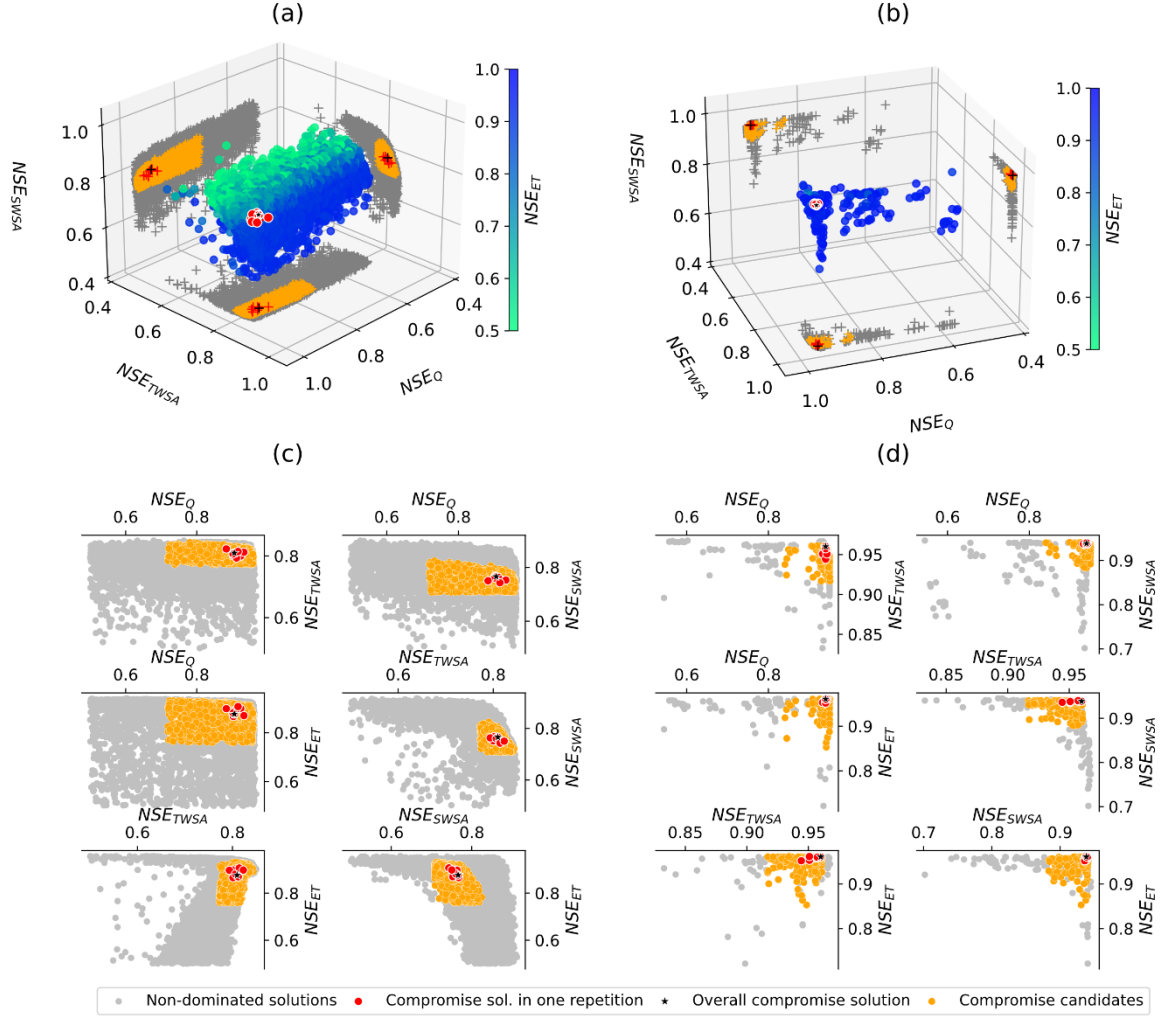 (a)
(b)
1.0
0.9
0.8
0.7
0.6
0.5
NSE_ET
1.0
0.8
0.6
0.4
NSE_SWSA
0.4
0.6
0.8
1.0
NSE_TWSA
1.0
0.8
0.6
0.4
NSE_Q
1.0
0.9
0.8
0.7
0.6
0.5
NSE_ET
1.0
0.8
0.6
0.4
NSE_SWSA
0.4
0.6
0.8
1.0
NSE_TWSA
1.0
0.8
0.6
0.4
NSE_Q
(c)
(d)
NSE_Q
0.6 0.8
0.8
0.6
NSE_TWSA
NSE_Q
0.6 0.8
0.8
0.6
NSE_SWSA
NSE_Q
0.6 0.8
0.95
0.90
0.85
NSE_TWSA
NSE_Q
0.6 0.8
0.9
0.8
0.7
NSE_SWSA
NSE_Q
0.6 0.8
0.8
0.6
NSE_ET
NSE_TWSA
0.6 0.8
0.8
0.6
NSE_SWSA
NSE_Q
0.6 0.8
0.9
0.8
NSE_ET
NSE_TWSA
0.85 0.90 0.95
0.9
0.8
0.7
NSE_SWSA
NSE_TWSA
0.6 0.8
0.8
0.6
NSE_ET
NSE_SWSA
0.6 0.8
0.8
0.6
NSE_ET
NSE_TWSA
0.85 0.90 0.95
0.9
0.8
NSE_ET
NSE_SWSA
0.7 0.8 0.9
0.9
0.8
NSE_ET
Non-dominated solutions Compromise sol. in one repetition Overall compromise solution Compromise candidates